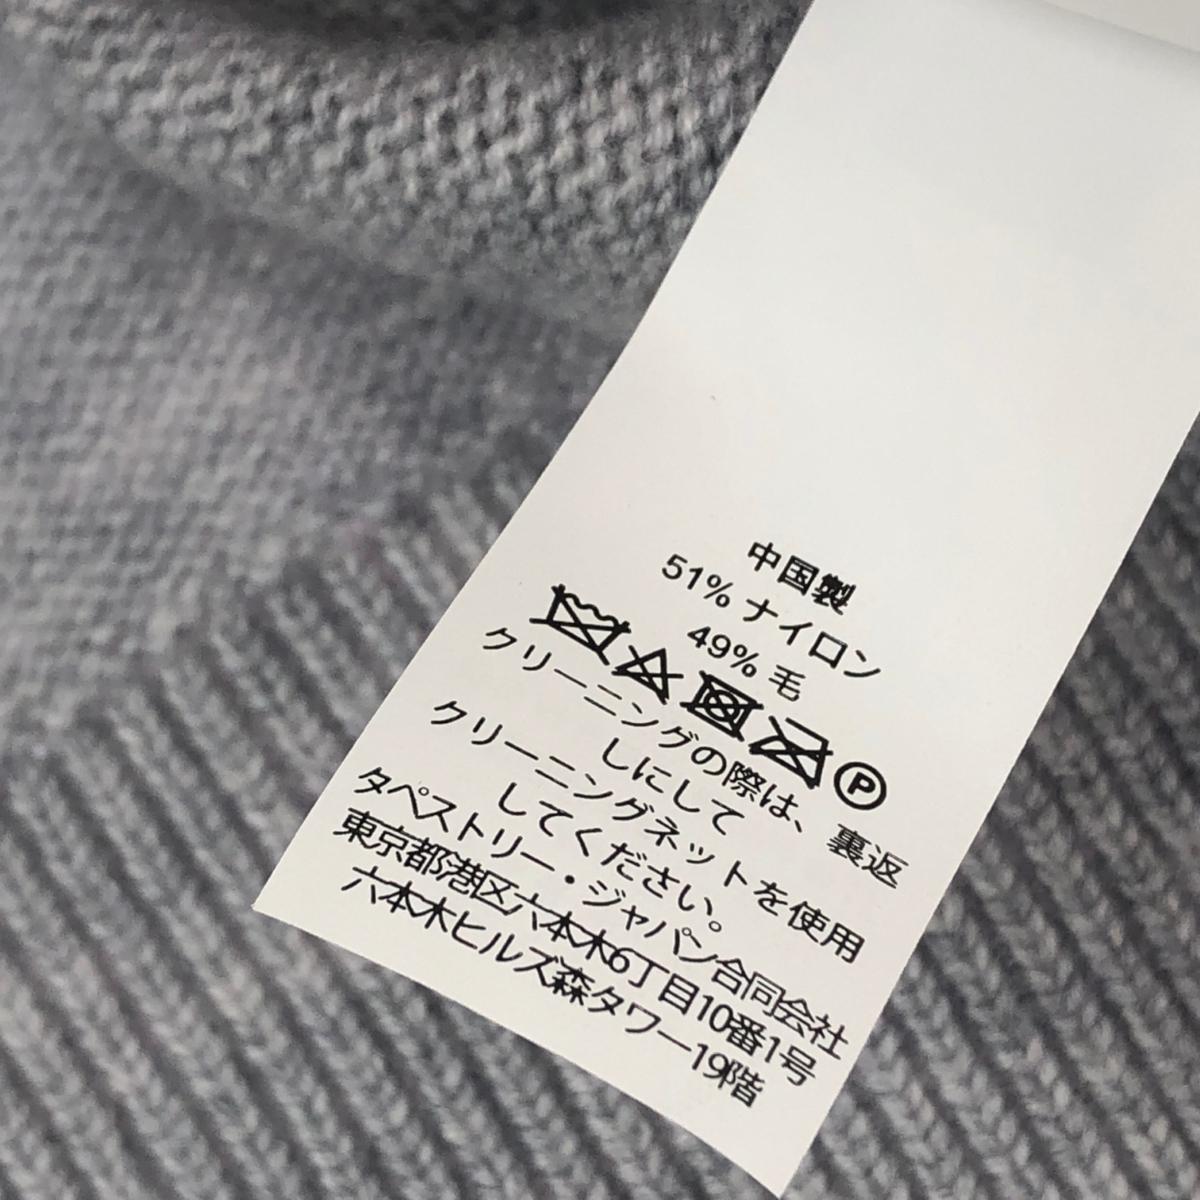 中国製
51% ナイロン
49% 毛
P
クリーニングの際は、裏返
しにして
クリーニングネットを使用
してください。
タペストリー・ジャパン合同会社
東京都港区六本木6丁目10番1号
六本木ヒルズ森タワー19階